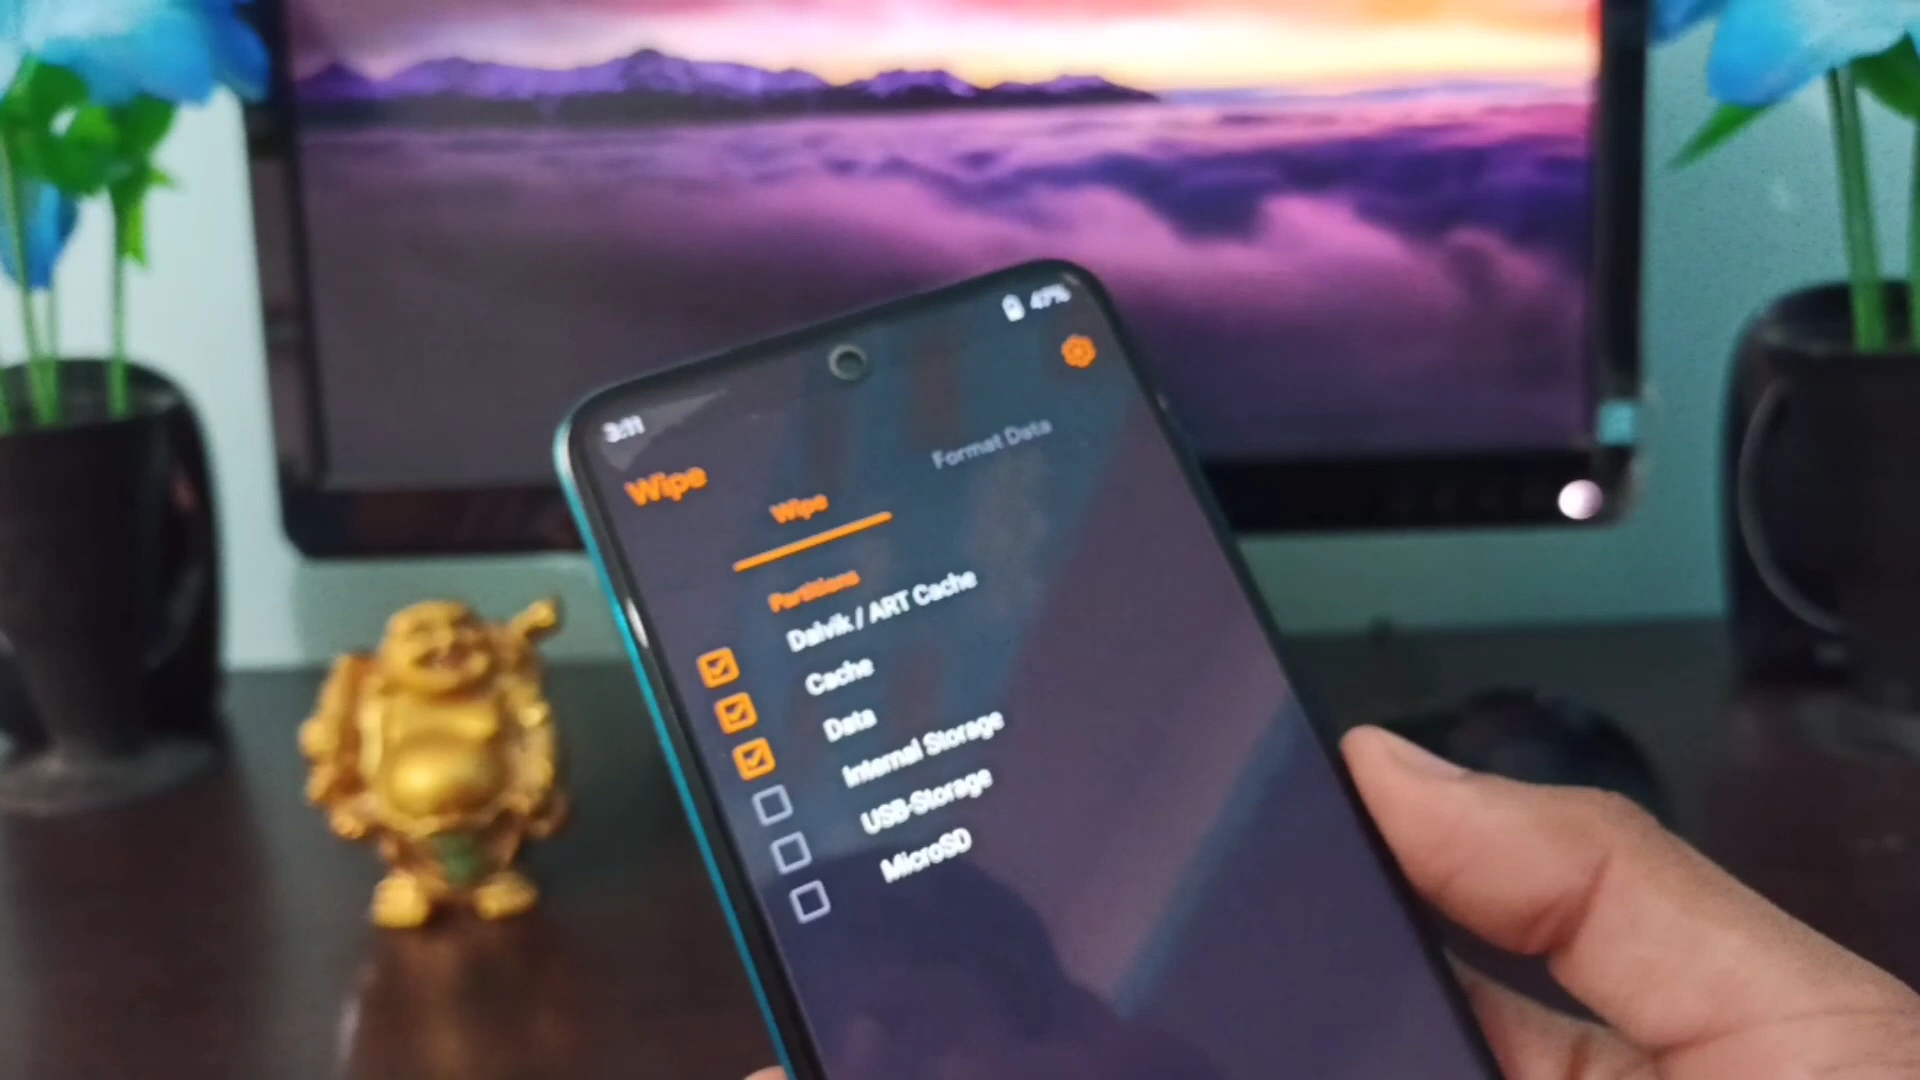 3:11
47%
Wipe
Wipe
Format Data
Partitions
Dalvik / ART Cache
Cache
Data
Internal Storage
USB-Storage
MicroSD